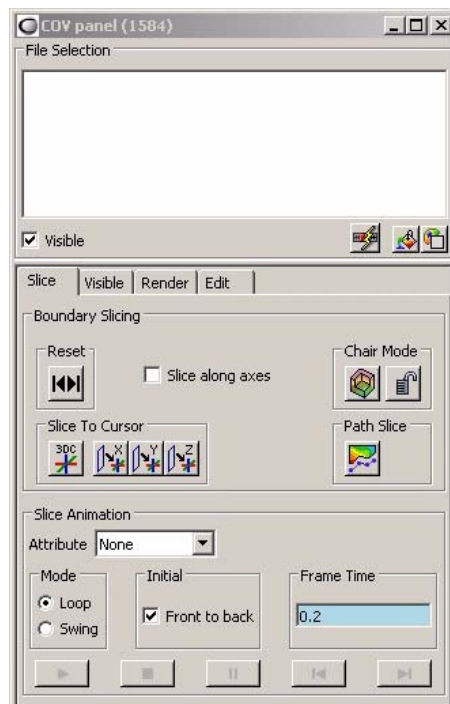 COV panel (1584)
File Selection
Visible
Slice Visible Render Edit
Boundary Slicing
Reset
Slice along axes
Chair Mode
Slice To Cursor
Path Slice
3DC X Y Z
Slice Animation
Attribute None
Mode Initial Frame Time
Loop Front to back 0.2
Swing